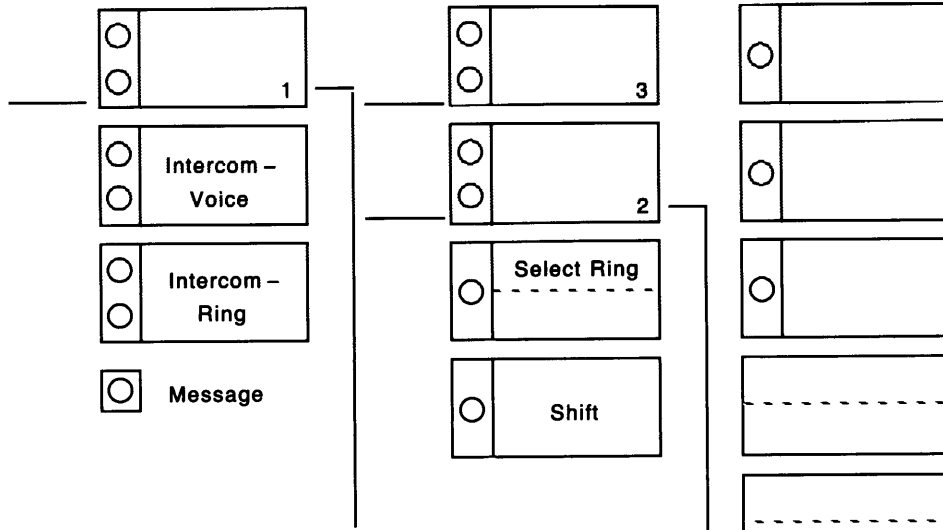 1
Intercom –
Voice
Intercom –
Ring
Message
3
2
Select Ring
Shift